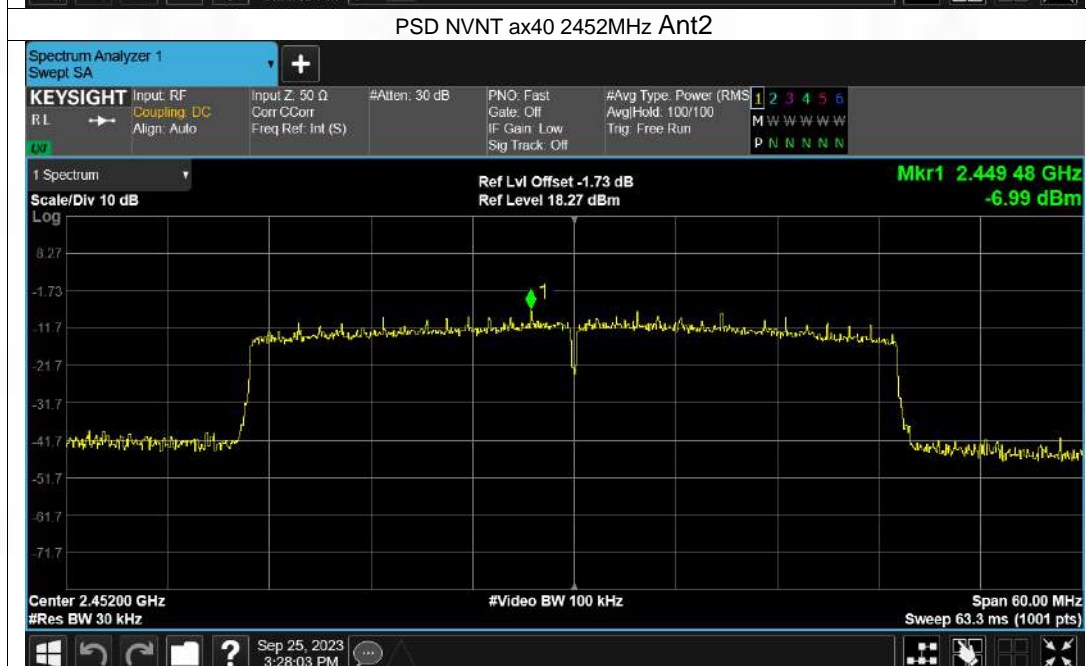 PSD NVNT ax40 2452MHz Ant2
Spectrum Analyzer 1
Swept SA
+
KEYSIGHT Input: RF Input Z: 50 Ω #Atten: 30 dB PNO: Fast #Avg Type: Power (RMS 1 2 3 4 5 6
RL Coupling: DC Corr CCorr Gate: Off Avg|Hold: 100/100 M W W W W W
Align: Auto Freq Ref: Int (S) IF Gain: Low Trig: Free Run
LXI Sig Track: Off P N N N N N
1 Spectrum Ref Lvl Offset -1.73 dB Mkr1 2.449 48 GHz
Scale/Div 10 dB Ref Level 18.27 dBm -6.99 dBm
Log
8.27
1
-1.73
-11.7
-21.7
-31.7
-41.7
-51.7
-61.7
-71.7
Center 2.45200 GHz #Video BW 100 kHz Span 60.00 MHz
#Res BW 30 kHz Sweep 63.3 ms (1001 pts)
? Sep 25, 2023
3:28:03 PM